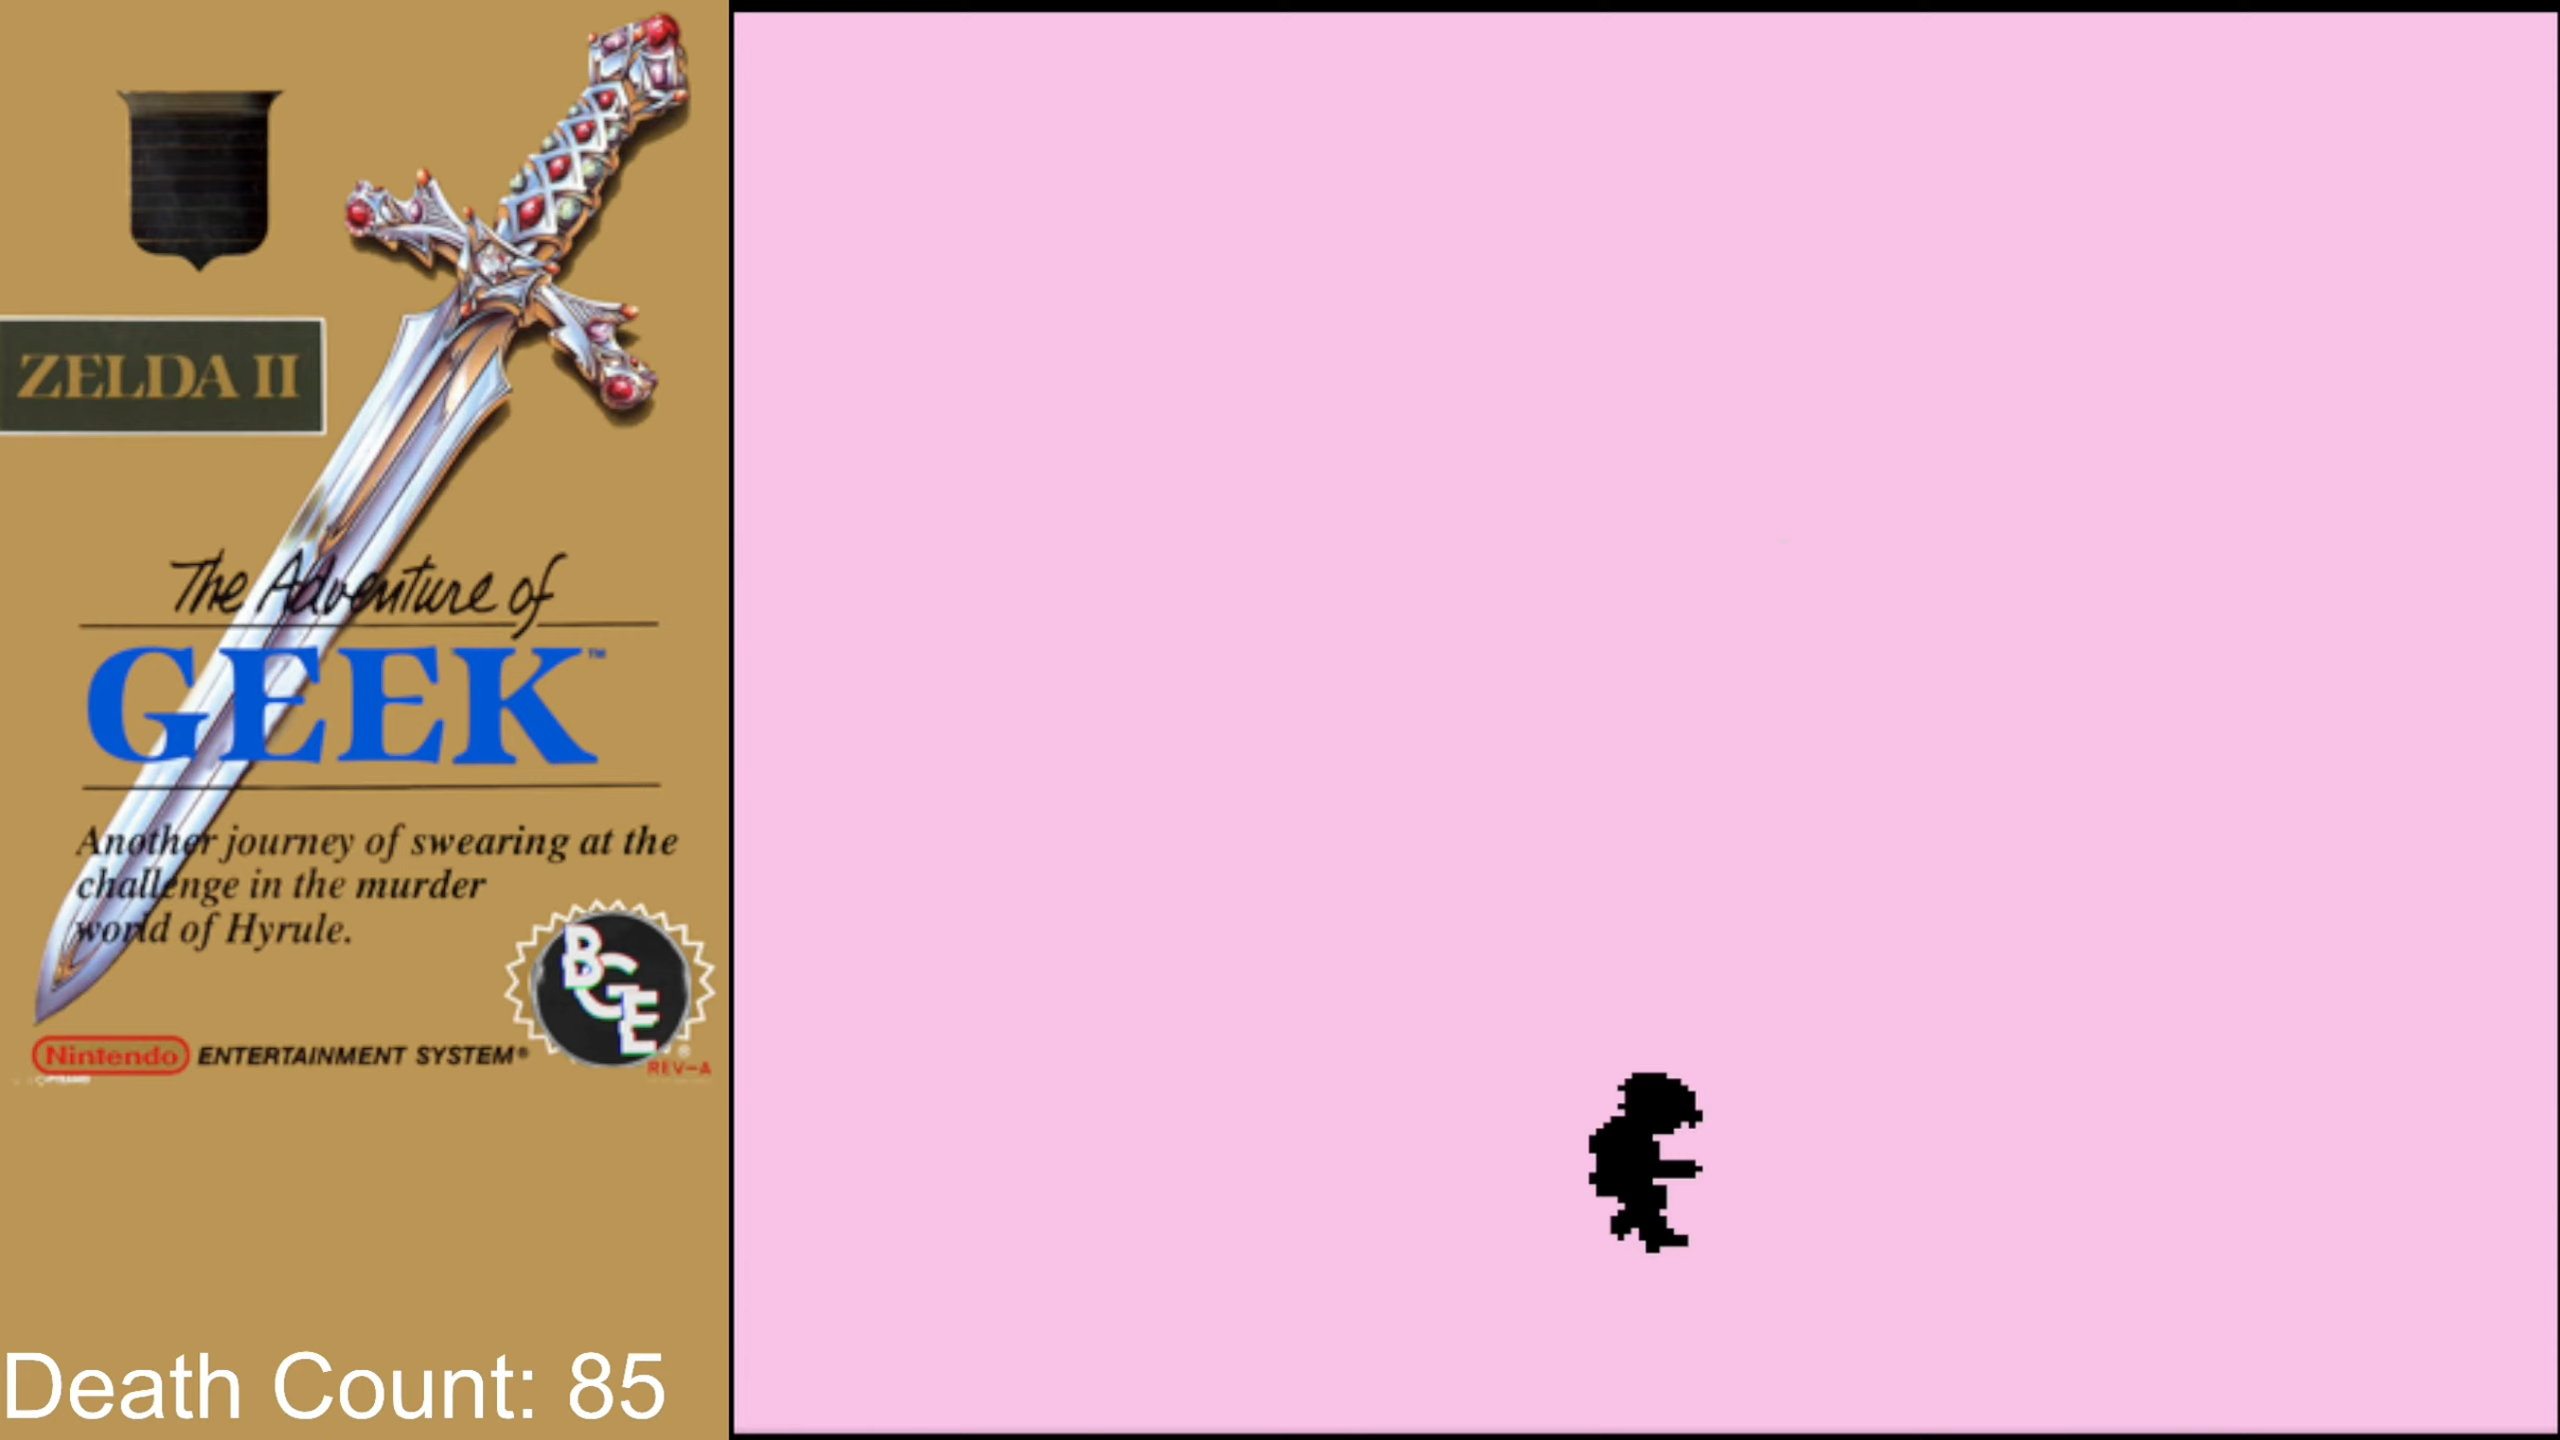 ZELDA II
The Adventure of
GEEK™
Another journey of swearing at the
challenge in the murder
world of Hyrule.
BGE
®
REV-A
Nintendo ENTERTAINMENT SYSTEM®
Death Count: 85